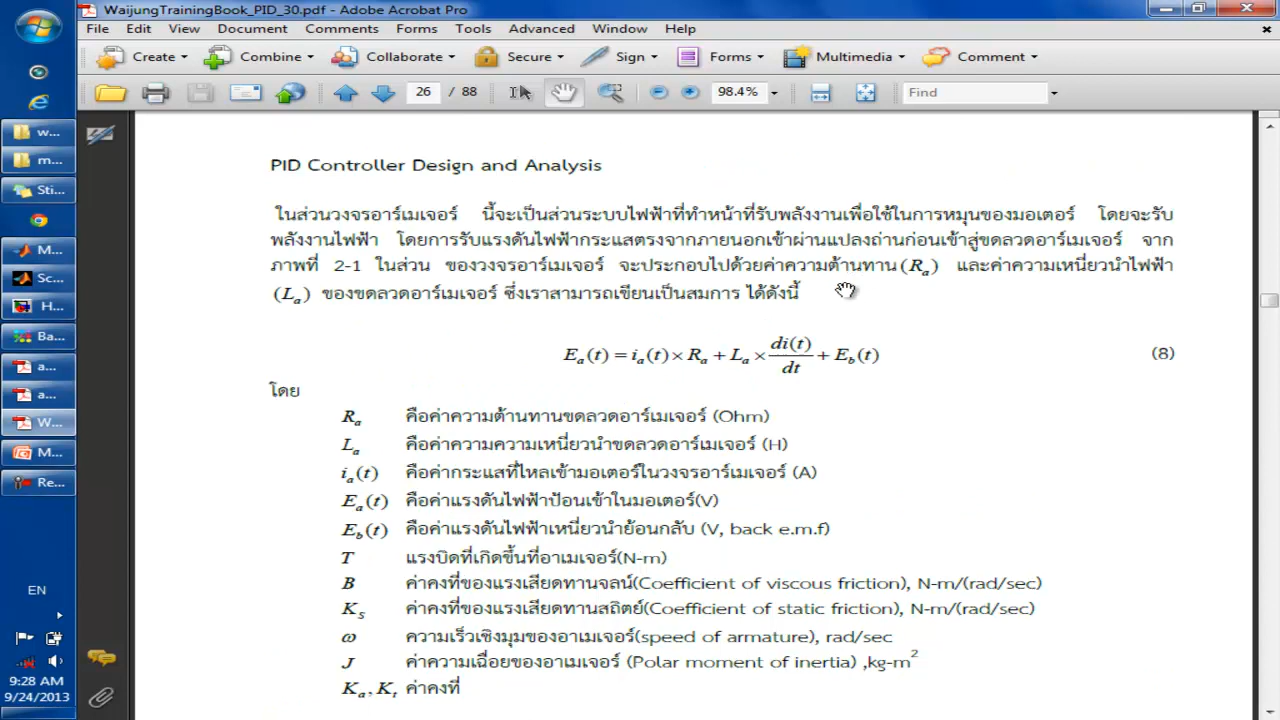 WaijungTrainingBook_PID_30.pdf - Adobe Acrobat Pro
File Edit View Document Comments Forms Tools Advanced Window Help
Create Combine Collaborate Secure Sign Forms Multimedia Comment
26 / 88 98.4% Find
PID Controller Design and Analysis
ในส่วนวงจรอาร์เมเจอร์ นี้จะเป็นส่วนระบบไฟฟ้าที่ทำหน้าที่รับพลังงานเพื่อใช้ในการหมุนของมอเตอร์ โดยจะรับ
พลังงานไฟฟ้า โดยการรับแรงดันไฟฟ้ากระแสตรงจากภายนอกเข้าผ่านแปลงถ่านก่อนเข้าสู่ขดลวดอาร์เมเจอร์ จาก
ภาพที่ 2-1 ในส่วน ของวงจรอาร์เมเจอร์ จะประกอบไปด้วยค่าความต้านทาน (R_a) และค่าความเหนี่ยวนำไฟฟ้า
(L_a) ของขดลวดอาร์เมเจอร์ ซึ่งเราสามารถเขียนเป็นสมการ ได้ดังนี้
E_a(t) = i_a(t) × R_a + L_a × di(t)/dt + E_b(t) (8)
โดย
R_a คือค่าความต้านทานขดลวดอาร์เมเจอร์ (Ohm)
L_a คือค่าความความเหนี่ยวนำขดลวดอาร์เมเจอร์ (H)
i_a(t) คือค่ากระแสที่ไหลเข้ามอเตอร์ในวงจรอาร์เมเจอร์ (A)
E_a(t) คือค่าแรงดันไฟฟ้าป้อนเข้าในมอเตอร์(V)
E_b(t) คือค่าแรงดันไฟฟ้าเหนี่ยวนำย้อนกลับ (V, back e.m.f)
T แรงบิดที่เกิดขึ้นที่อาเมเจอร์(N-m)
B ค่าคงที่ของแรงเสียดทานจลน์(Coefficient of viscous friction), N-m/(rad/sec)
K_s ค่าคงที่ของแรงเสียดทานสถิตย์(Coefficient of static friction), N-m/(rad/sec)
ω ความเร็วเชิงมุมของอาเมเจอร์(speed of armature), rad/sec
J ค่าความเฉื่อยของอาเมเจอร์ (Polar moment of inertia) ,kg-m²
K_a, K_t ค่าคงที่
w...
m...
Sti...
M...
Sc...
H...
Ba...
a...
a...
W...
M...
Re...
EN
9:28 AM
9/24/2013